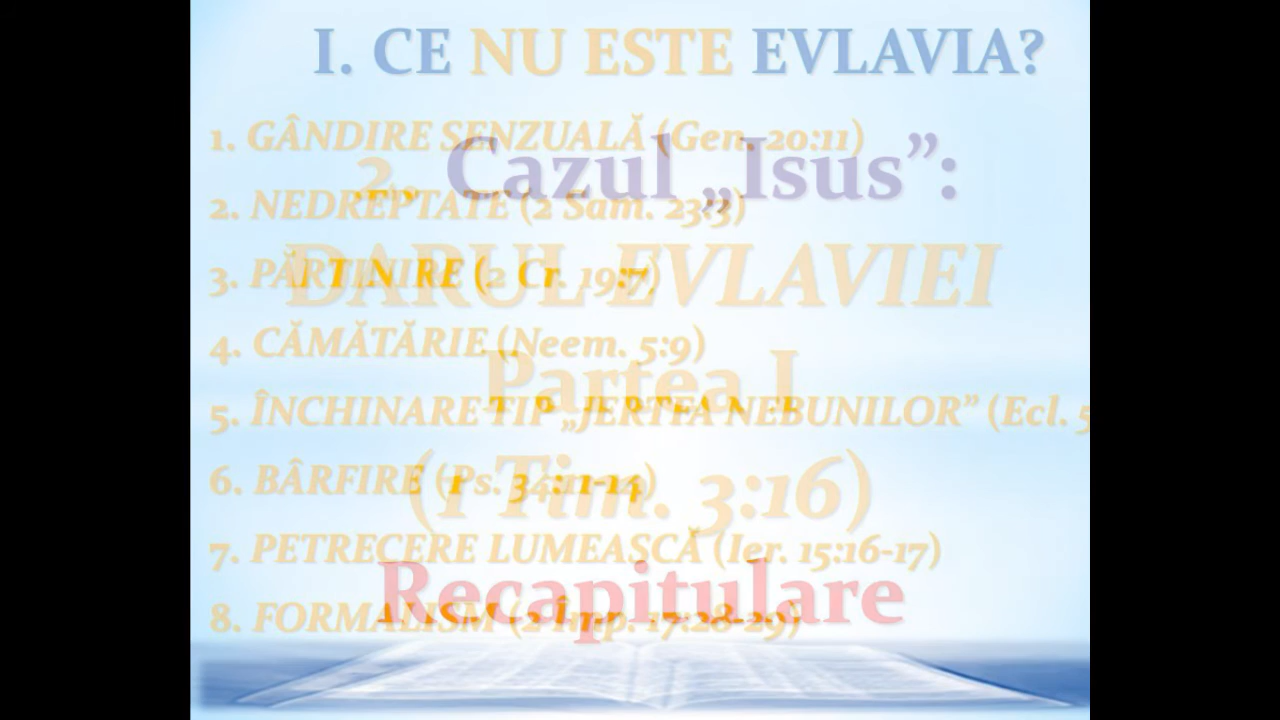 I. CE NU ESTE EVLAVIA?
1. GÂNDIRE SENZUALĂ (Gen. 20:11)
2. Cazul „Isus”:
2. NEDREPTATE (2 Sam. 23:3)
DARUL EVLAVIEI
3. PĂRTINIRE (2 Cr. 19:7)
4. CĂMĂTĂRIE (Neem. 5:9)
Partea I
5. ÎNCHINARE TIP „JERTFA NEBUNILOR” (Ecl. 5
6. BÂRFIRE (Ps. 34:11-14)
(1 Tim. 3:16)
7. PETRECERE LUMEASCĂ (Ier. 15:16-17)
Recapitulare
8. FORMALISM (2 Împ. 17:28-29)